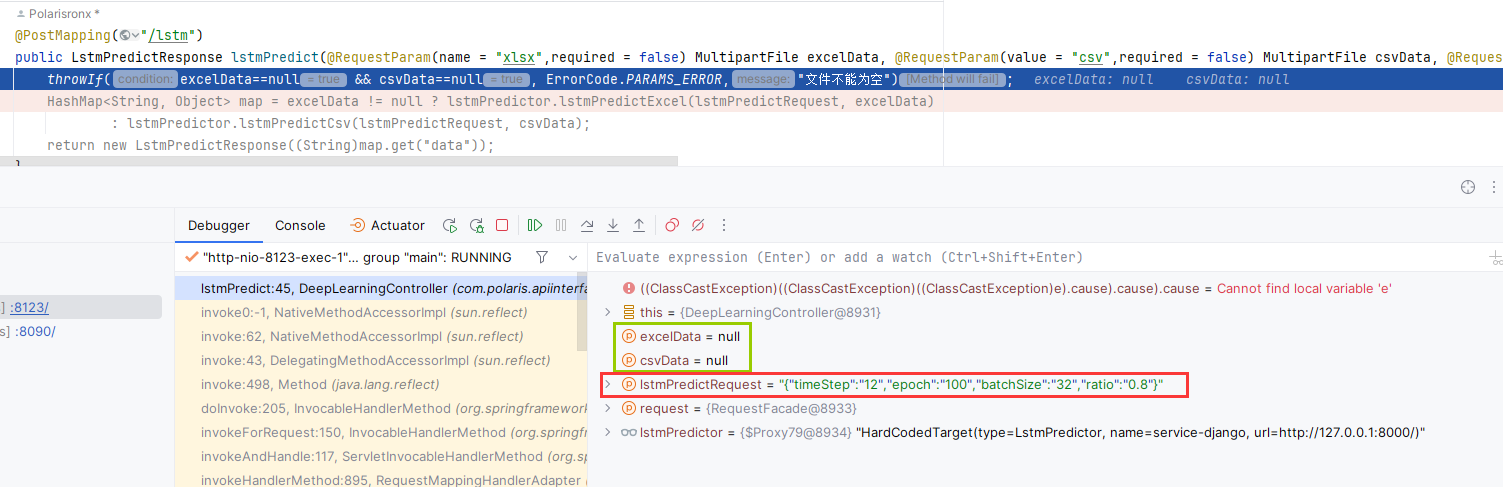 Polarisronx *
@PostMapping("/lstm")
public LstmPredictResponse lstmPredict(@RequestParam(name = "xlsx",required = false) MultipartFile excelData, @RequestParam(value = "csv",required = false) MultipartFile csvData, @Reques
throwIf( condition: excelData==null = true && csvData==null = true , ErrorCode.PARAMS_ERROR, message: "文件不能为空") [Method will fail] ; excelData: null csvData: null
HashMap<String, Object> map = excelData != null ? lstmPredictor.lstmPredictExcel(lstmPredictRequest, excelData)
: lstmPredictor.lstmPredictCsv(lstmPredictRequest, csvData);
return new LstmPredictResponse((String)map.get("data"));
}
Debugger Console Actuator
"http-nio-8123-exec-1"... group "main": RUNNING
Evaluate expression (Enter) or add a watch (Ctrl+Shift+Enter)
lstmPredict:45, DeepLearningController (com.polaris.apiinterfa
((ClassCastException)((ClassCastException)((ClassCastException)e).cause).cause).cause = Cannot find local variable 'e'
] :8123/
invoke0:-1, NativeMethodAccessorImpl (sun.reflect)
this = {DeepLearningController@8931}
s] :8090/
invoke:62, NativeMethodAccessorImpl (sun.reflect)
excelData = null
invoke:43, DelegatingMethodAccessorImpl (sun.reflect)
csvData = null
invoke:498, Method (java.lang.reflect)
lstmPredictRequest = "{"timeStep":"12","epoch":"100","batchSize":"32","ratio":"0.8"}"
doInvoke:205, InvocableHandlerMethod (org.springframework
request = {RequestFacade@8933}
invokeForRequest:150, InvocableHandlerMethod (org.springfr
lstmPredictor = {$Proxy79@8934} "HardCodedTarget(type=LstmPredictor, name=service-django, url=http://127.0.0.1:8000/)"
invokeAndHandle:117, ServletInvocableHandlerMethod (org.sp
invokeHandlerMethod:895, RequestMappingHandlerAdapter (